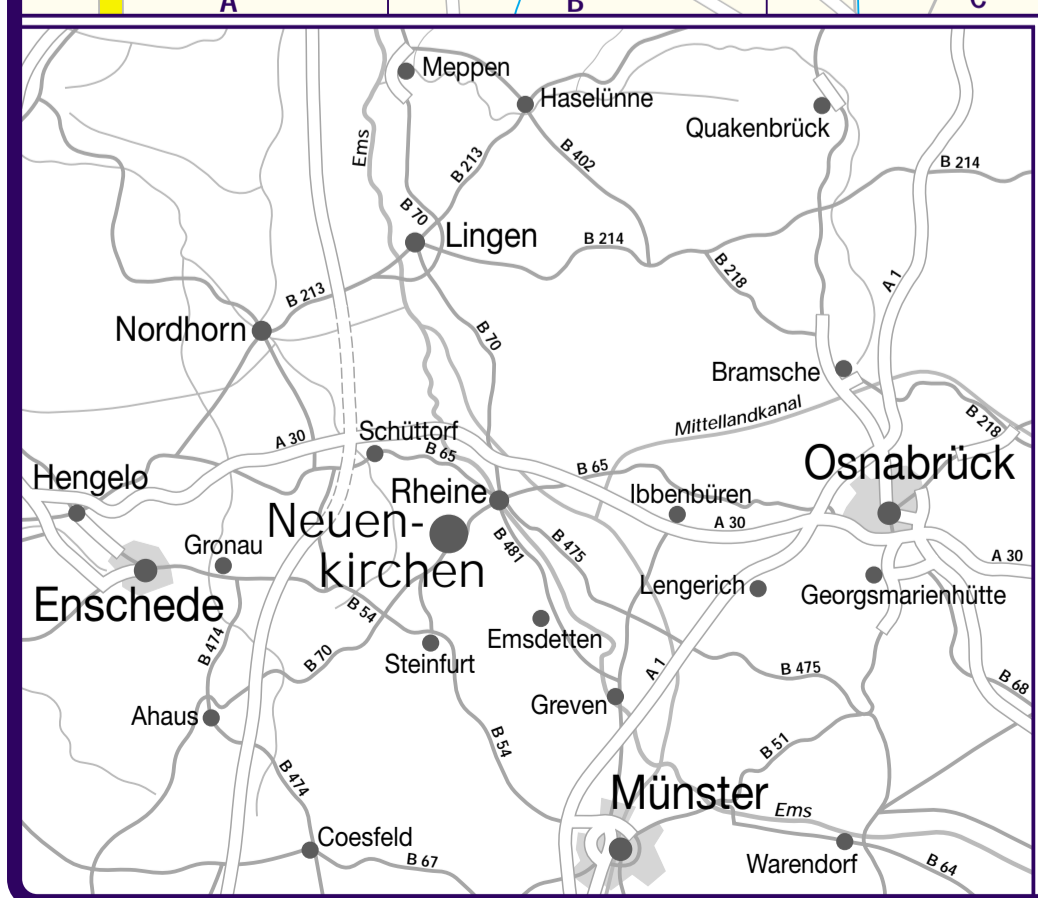 A B C
Meppen
Haselünne
Quakenbrück
Ems
B 213
B 402
B 214
B 70
Lingen
B 214
B 218
A 1
B 213
Nordhorn
B 70
Bramsche
Mittellandkanal
B 218
A 30
Schüttorf
B 65
Osnabrück
Hengelo
B 65
Rheine
Ibbenbüren
Neuen-
kirchen
A 30
B 481
B 475
Gronau
A 30
Lengerich
Georgsmarienhütte
Enschede
B 54
Emsdetten
B 474
B 70
Steinfurt
A 1
B 475
B 68
Greven
Ahaus
B 54
B 51
B 474
Münster
Ems
Coesfeld
B 67
Warendorf
B 64